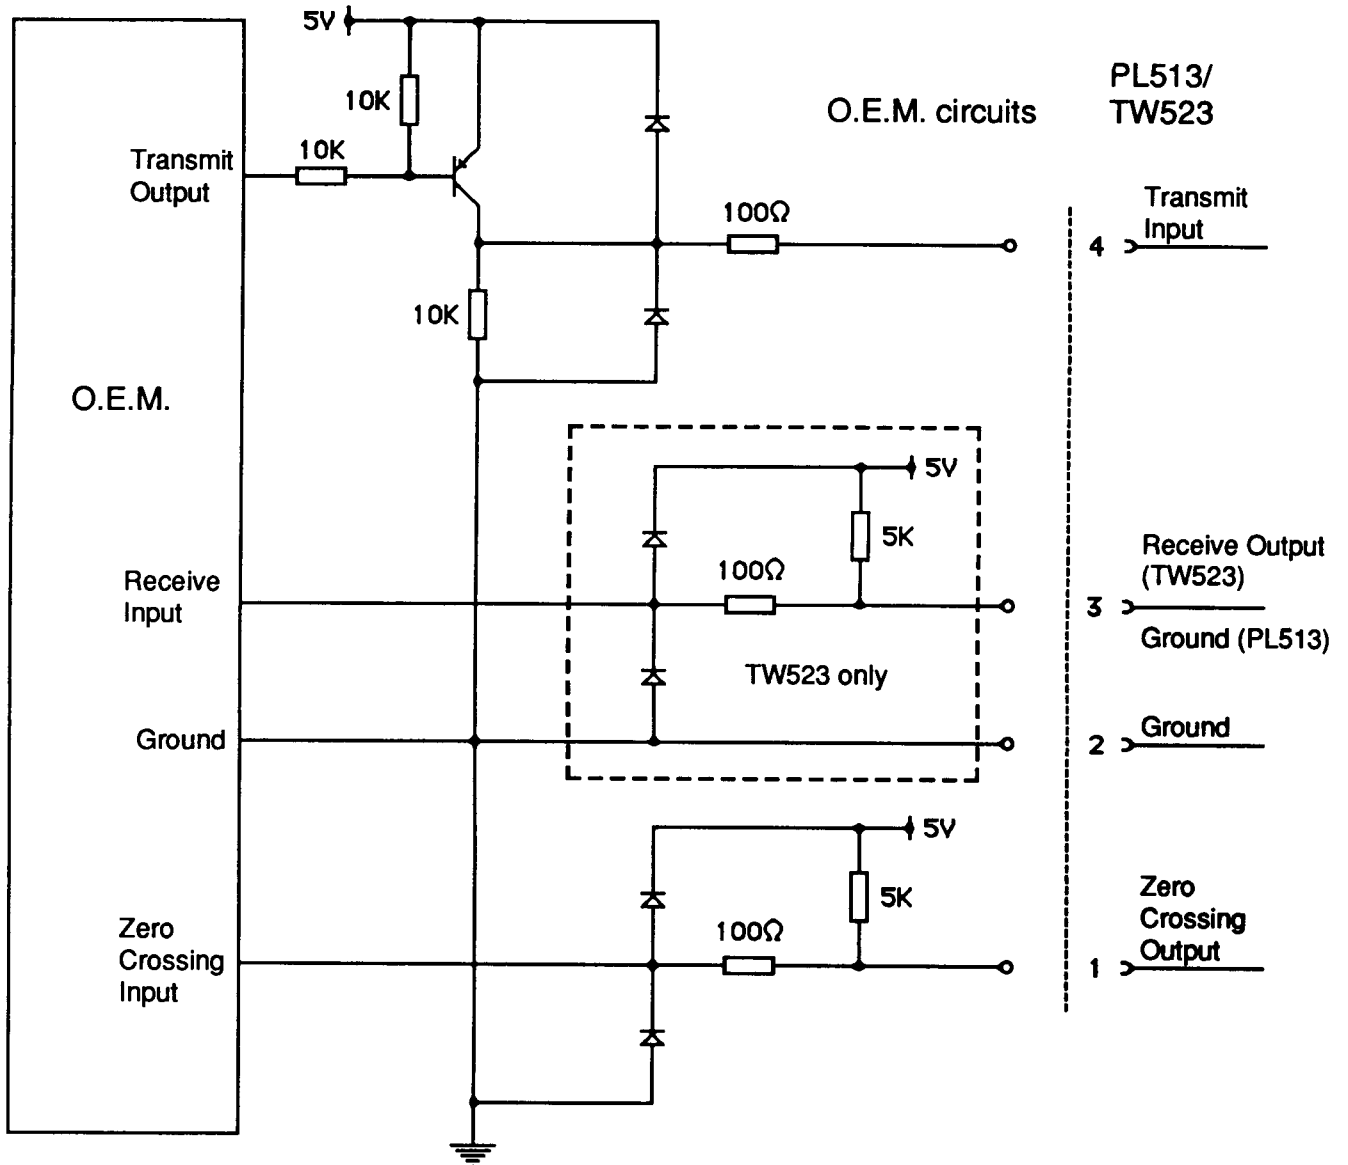 5V
10K
10K
Transmit
Output
10K
100Ω
O.E.M. circuits
PL513/
TW523
Transmit
Input
4
O.E.M.
5V
5K
100Ω
Receive
Input
TW523 only
Receive Output
(TW523)
3
Ground (PL513)
Ground
Ground
2
5V
5K
100Ω
Zero
Crossing
Input
Zero
Crossing
Output
1